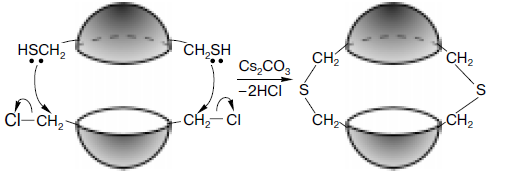 HSCH₂ CH₂SH CH₂ CH₂
Cs₂CO₃
−2HCl S S
Cl−CH₂ CH₂−Cl CH₂ CH₂